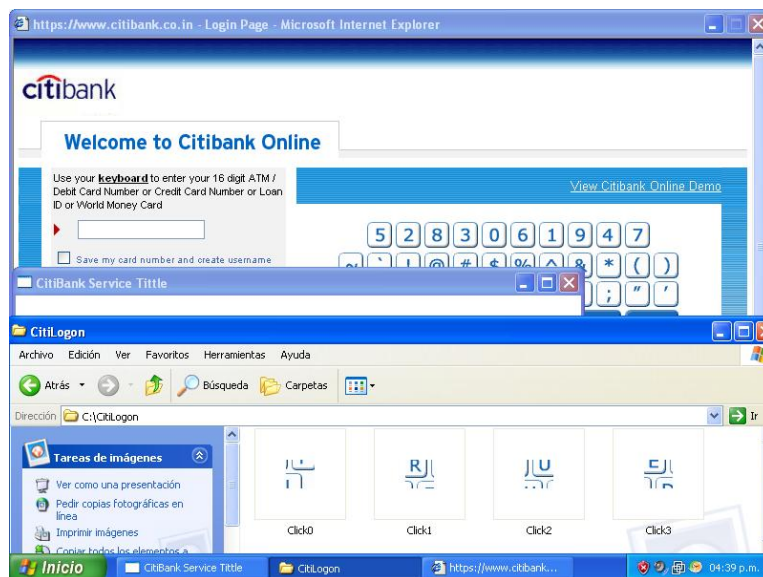 https://www.citibank.co.in - Login Page - Microsoft Internet Explorer
citibank
Welcome to Citibank Online
Use your keyboard to enter your 16 digit ATM /
Debit Card Number or Credit Card Number or Loan
ID or World Money Card
View Citibank Online Demo
5 2 8 3 0 6 1 9 4 7
Save my card number and create username
~ ` ! @ # $ % ^ & * ( )
; " '
CitiBank Service Tittle
CitiLogon
Archivo Edición Ver Favoritos Herramientas Ayuda
Atrás Búsqueda Carpetas
Dirección C:\CitiLogon Ir
Tareas de imágenes
Ver como una presentación
Pedir copias fotográficas en
línea
Imprimir imágenes
Copiar todos los elementos a
R J U E
Click0 Click1 Click2 Click3
Inicio CitiBank Service Tittle CitiLogon https://www.citibank... 04:39 p.m.